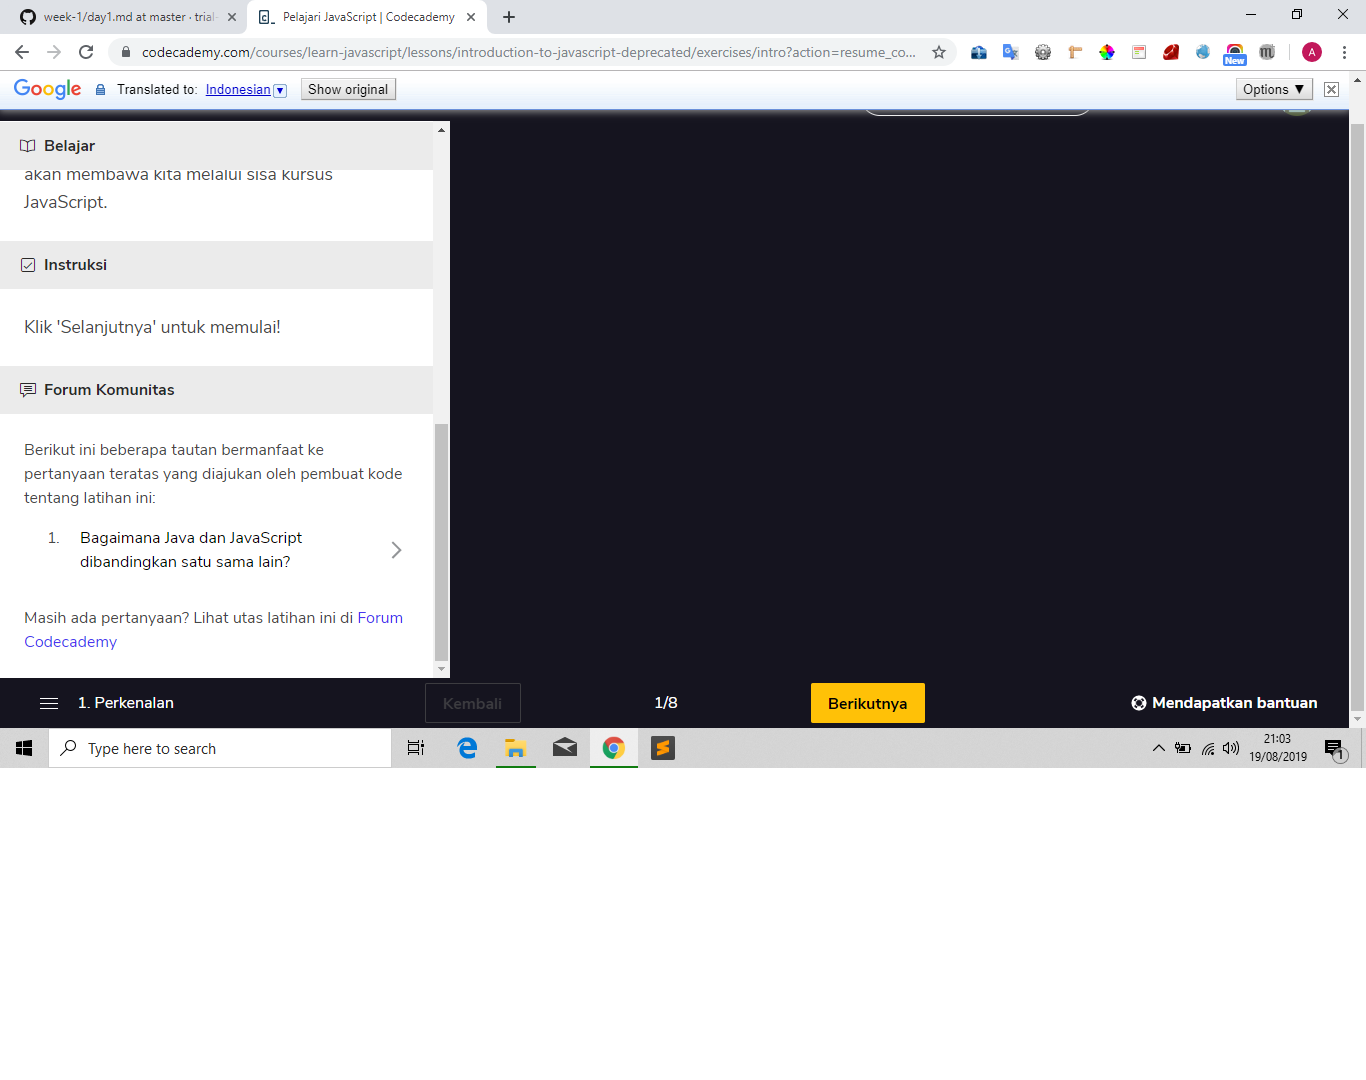 week-1/day1.md at master · trial-
Pelajari JavaScript | Codecademy
codecademy.com/courses/learn-javascript/lessons/introduction-to-javascript-deprecated/exercises/intro?action=resume_co...
New
A
Google Translated to: Indonesian Show original Options ▼
Belajar
akan membawa kita melalui sisa kursus
JavaScript.
Instruksi
Klik 'Selanjutnya' untuk memulai!
Forum Komunitas
Berikut ini beberapa tautan bermanfaat ke
pertanyaan teratas yang diajukan oleh pembuat kode
tentang latihan ini:
1. Bagaimana Java dan JavaScript
dibandingkan satu sama lain?
Masih ada pertanyaan? Lihat utas latihan ini di Forum
Codecademy
1. Perkenalan Kembali 1/8 Berikutnya Mendapatkan bantuan
Type here to search
21:03
19/08/2019
1